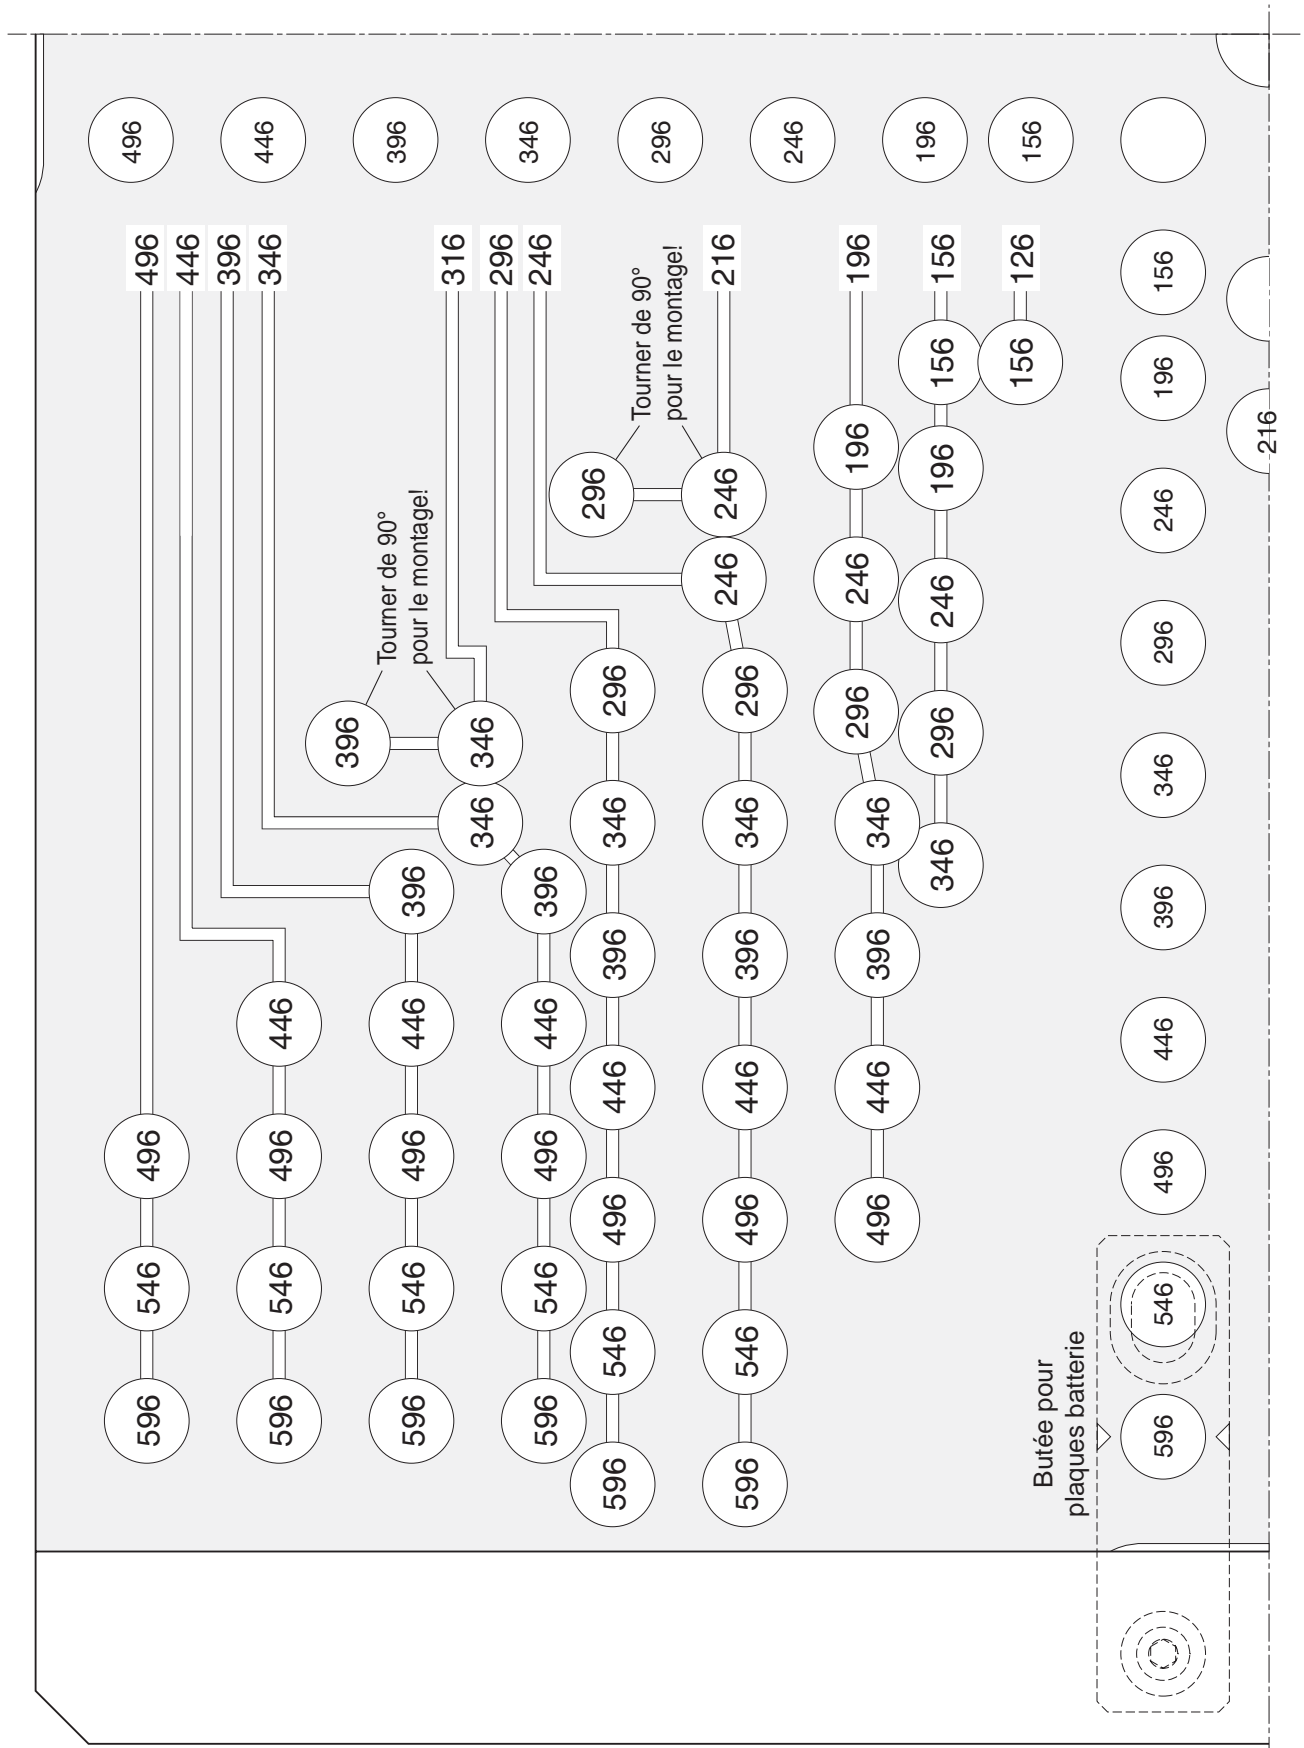 496
446
396
346
296
246
196
156
596 546 496 496
596 546 496 446 446
596 546 496 446 396 396
346
396
Tourner de 90°
pour le montage!
346 316
596 546 496 446 396 346
596 546 496 446 396 346 296 296
246
296
Tourner de 90°
pour le montage!
596 546 496 446 396 346 296 246 246 216
496 446 396 346 296 246 196 196
346 296 246 196 156 156
156 126
Butée pour
plaques batterie
596 546 496 446 396 346 296 246 196 156
216